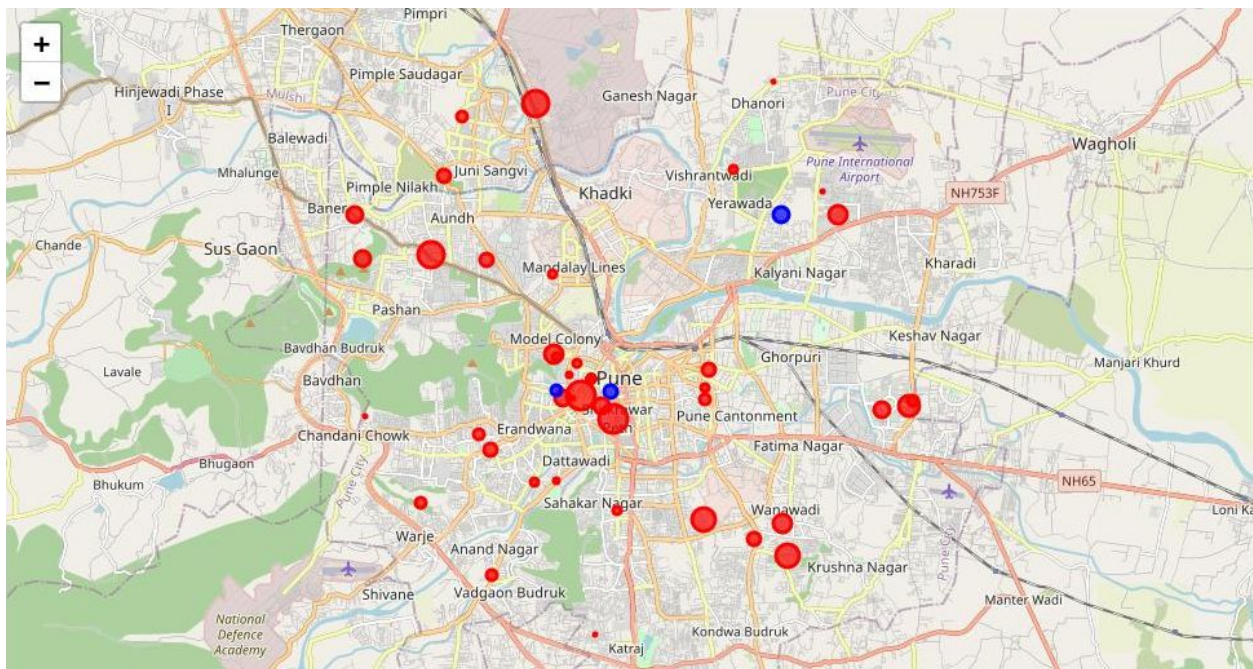 Pimpri
Thergaon
+
−
Pimple Saudagar
Hinjewadi Phase
I
Mulshi
Ganesh Nagar
Dhanori
Pune City
Balewadi
Wagholi
Mhalunge
Juni Sangvi
Pimple Nilakh
Vishrantwadi
Pune International
Airport
Khadki
NH753F
Baner
Aundh
Yerawada
Chande
Sus Gaon
Mandalay Lines
Kalyani Nagar
Kharadi
Pashan
Model Colony
Keshav Nagar
Bavdhan Budruk
Ghorpuri
Manjari Khurd
Lavale
Bavdhan
Pune
Pune Cantonment
Chandani Chowk
Erandwana
Fatima Nagar
Bhugaon
Dattawadi
Bhukum
Pune City
NH65
Sahakar Nagar
Wanawadi
Loni Ka
Warje
Anand Nagar
Krushna Nagar
Pune City
Shivane
Vadgaon Budruk
Manter Wadi
National
Defence
Academy
Kondwa Budruk
Katraj